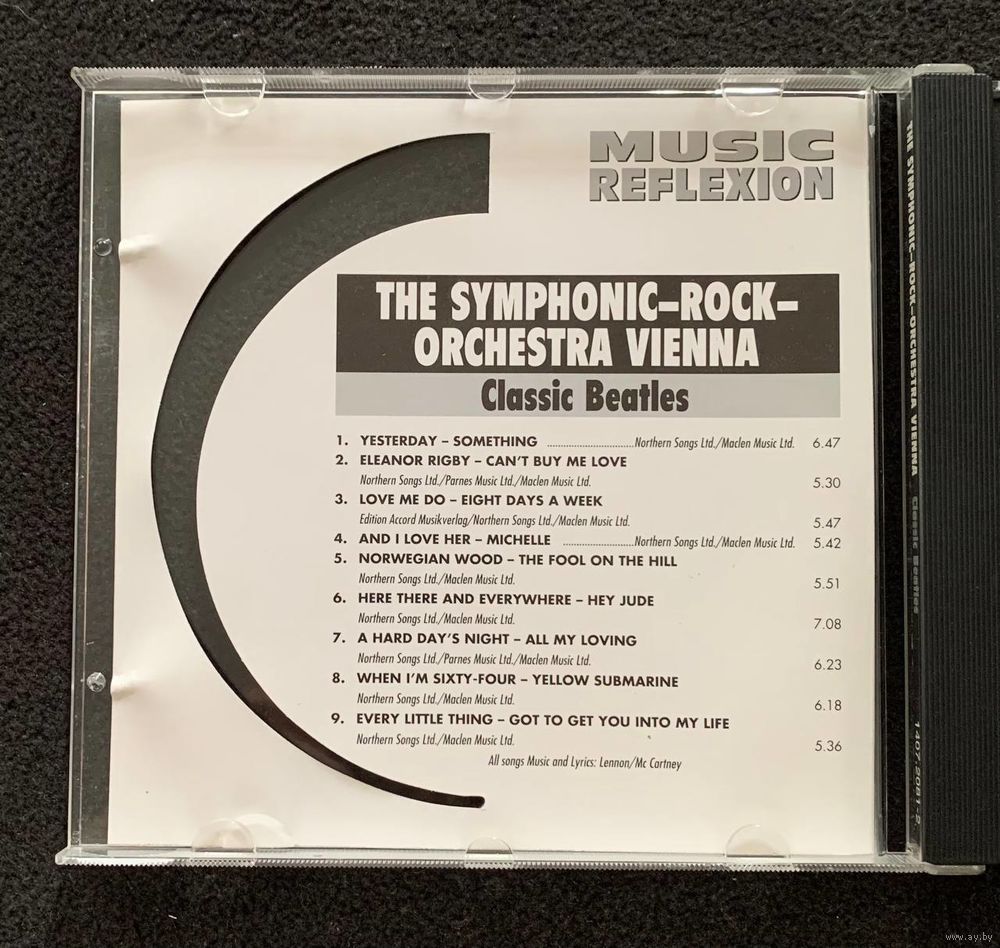 MUSIC
REFLEXION
THE SYMPHONIC–ROCK–
ORCHESTRA VIENNA
Classic Beatles
1. YESTERDAY – SOMETHING ..............................Northern Songs Ltd./Maclen Music Ltd. 6.47
2. ELEANOR RIGBY – CAN'T BUY ME LOVE
Northern Songs Ltd./Parnes Music Ltd./Maclen Music Ltd. 5.30
3. LOVE ME DO – EIGHT DAYS A WEEK
Edition Accord Musikverlag/Northern Songs Ltd./Maclen Music Ltd. 5.47
4. AND I LOVE HER – MICHELLE .........................Northern Songs Ltd./Maclen Music Ltd. 5.42
5. NORWEGIAN WOOD – THE FOOL ON THE HILL
Northern Songs Ltd./Maclen Music Ltd. 5.51
6. HERE THERE AND EVERYWHERE – HEY JUDE
Northern Songs Ltd./Maclen Music Ltd. 7.08
7. A HARD DAY'S NIGHT – ALL MY LOVING
Northern Songs Ltd./Parnes Music Ltd./Maclen Music Ltd. 6.23
8. WHEN I'M SIXTY-FOUR – YELLOW SUBMARINE
Northern Songs Ltd./Maclen Music Ltd. 6.18
9. EVERY LITTLE THING – GOT TO GET YOU INTO MY LIFE
Northern Songs Ltd./Maclen Music Ltd. 5.36
All songs Music and Lyrics: Lennon/Mc Cartney
THE SYMPHONIC–ROCK–ORCHESTRA VIENNA Classic Beatles 1407.2081-2
www.ay.by